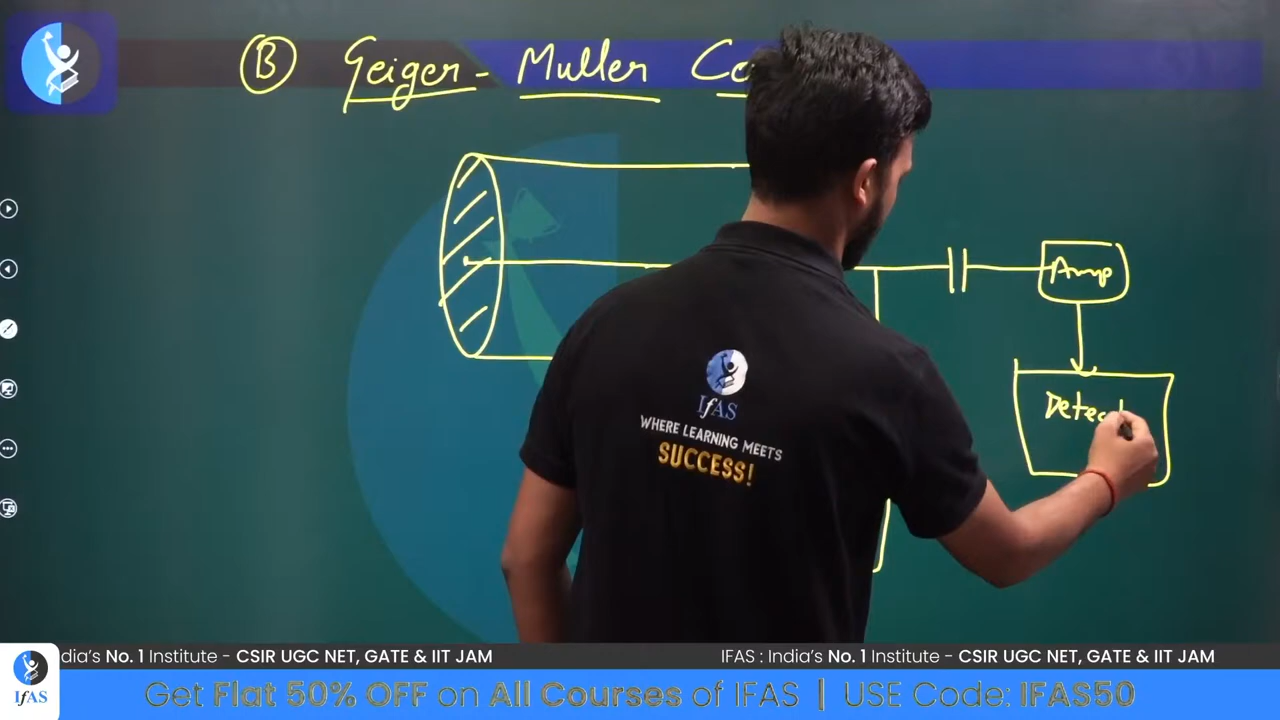 B Geiger - Muller Co
Amp
Detect
IfAS
WHERE LEARNING MEETS
SUCCESS!
dia's No. 1 Institute - CSIR UGC NET, GATE & IIT JAM
IFAS : India's No. 1 Institute - CSIR UGC NET, GATE & IIT JAM
IfAS
Get Flat 50% OFF on All Courses of IFAS | USE Code: IFAS50